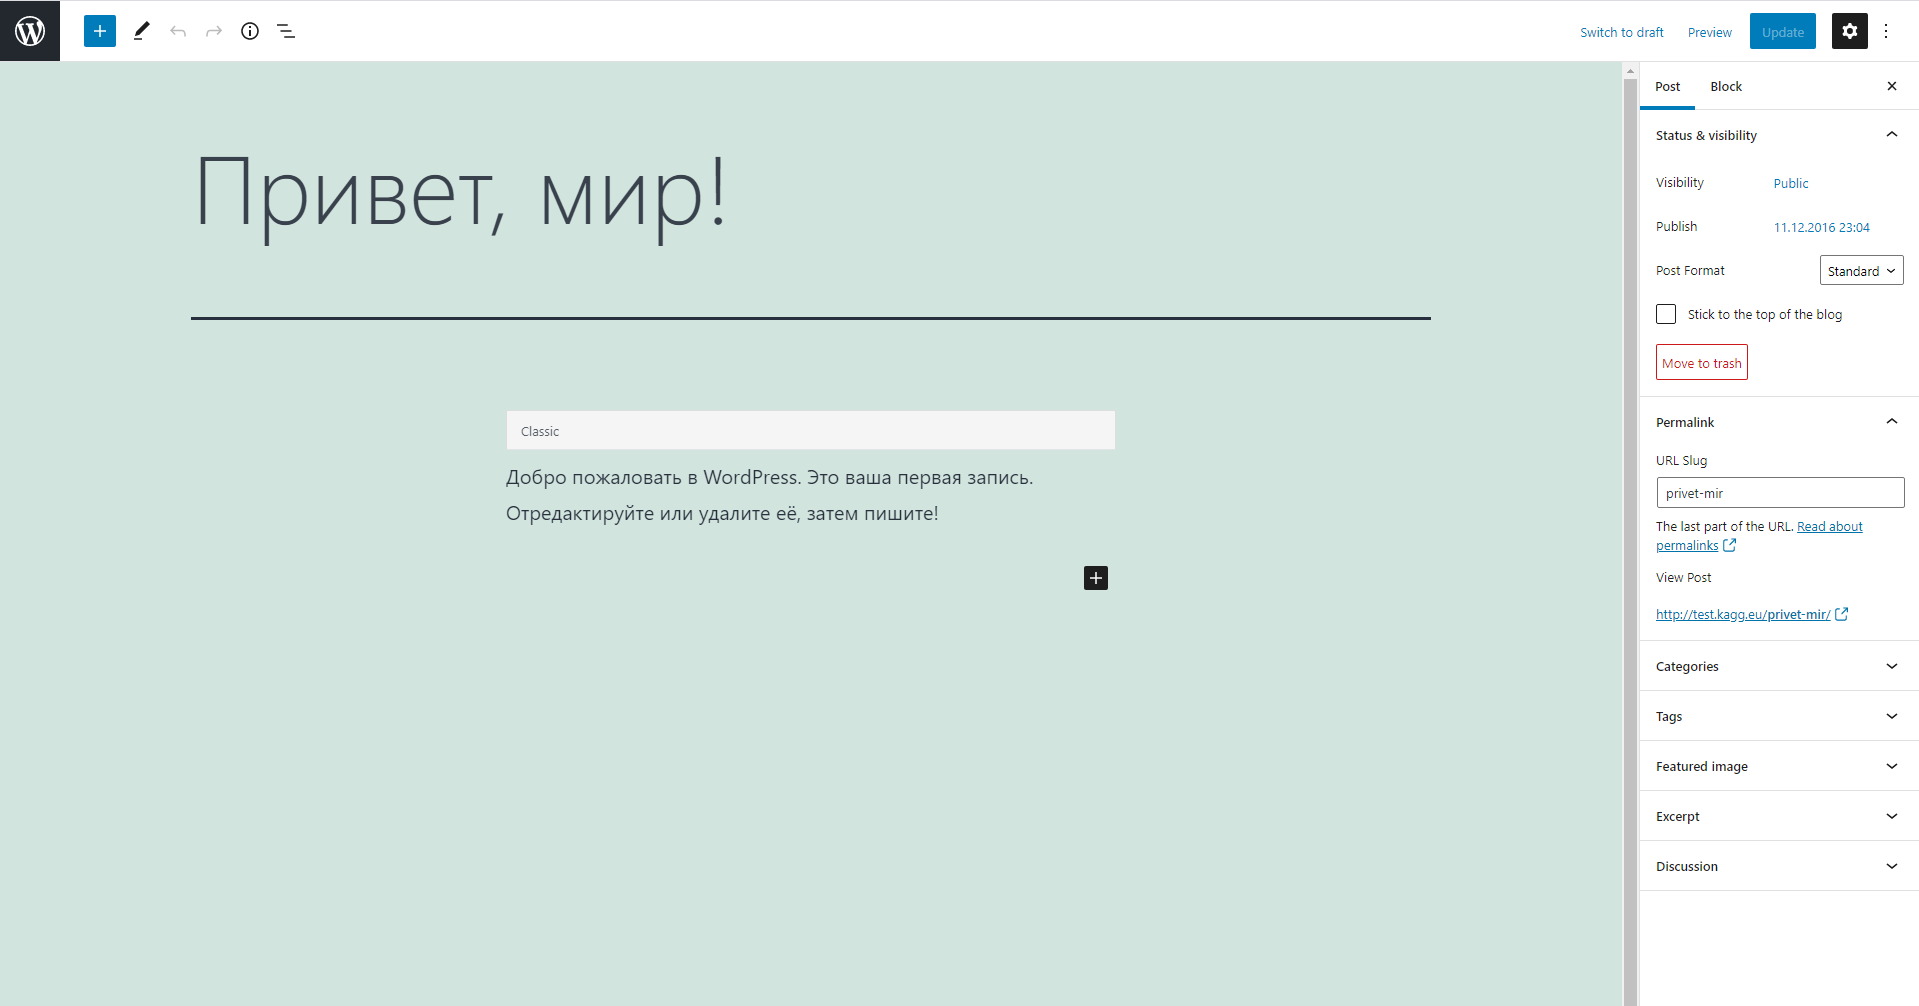 Switch to draft
Preview
Update
Привет, мир!
Classic
Добро пожаловать в WordPress. Это ваша первая запись.
Отредактируйте или удалите её, затем пишите!
Post
Block
Status & visibility
Visibility
Public
Publish
11.12.2016 23:04
Post Format
Standard
Stick to the top of the blog
Move to trash
Permalink
URL Slug
privet-mir
The last part of the URL. Read about
permalinks
View Post
http://test.kagg.eu/privet-mir/
Categories
Tags
Featured image
Excerpt
Discussion